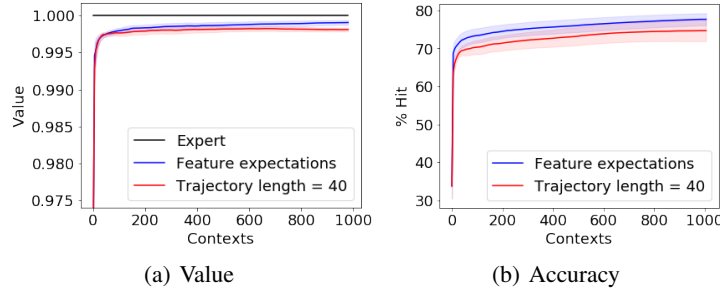 1.000
0.995
0.990
0.985
0.980
0.975
Value
0
200
400
600
800
1000
Contexts
Expert
Feature expectations
Trajectory length = 40
(a) Value
80
70
60
50
40
30
% Hit
0
200
400
600
800
1000
Contexts
Feature expectations
Trajectory length = 40
(b) Accuracy